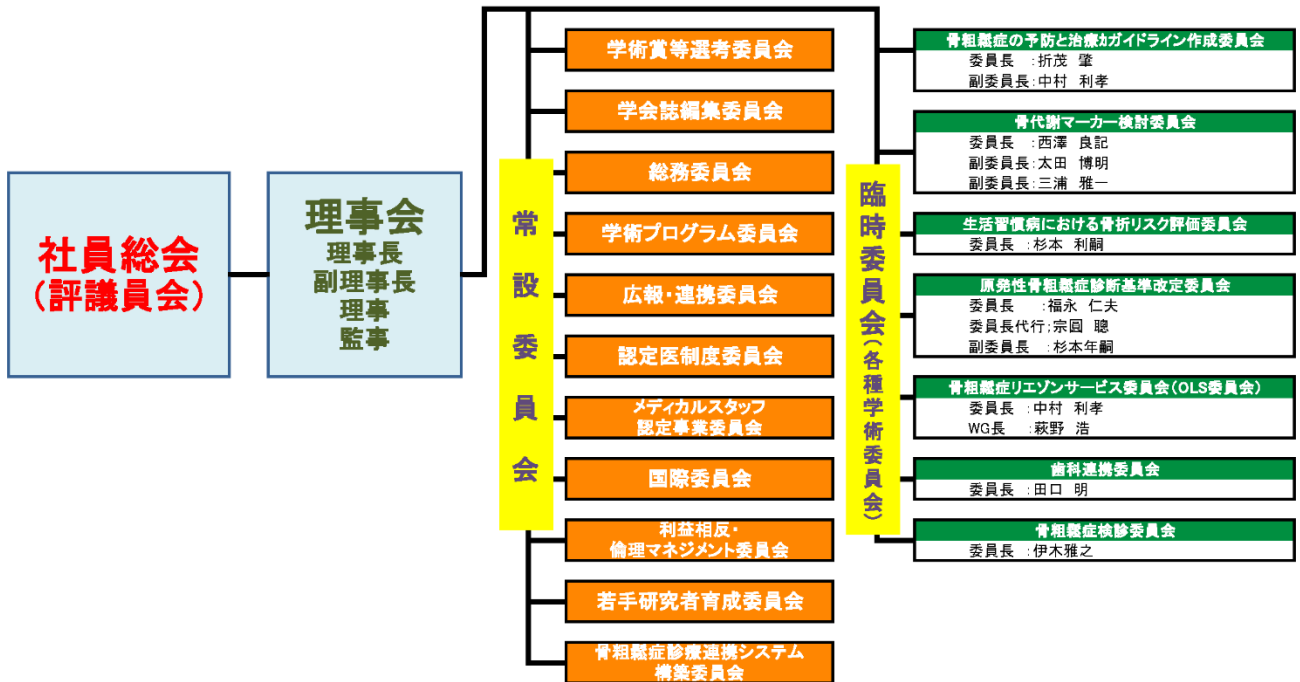 社員総会
(評議員会)
理事会
理事長
副理事長
理事
監事
常設委員会
学術賞等選考委員会
学会誌編集委員会
総務委員会
学術プログラム委員会
広報・連携委員会
認定医制度委員会
メディカルスタッフ
認定事業委員会
国際委員会
利益相反・
倫理マネジメント委員会
若手研究者育成委員会
骨粗鬆症診療連携システム
構築委員会
臨時委員会(各種学術委員会)
骨粗鬆症の予防と治療ガイドライン作成委員会
委員長 :折茂 肇
副委員長:中村 利孝
骨代謝マーカー検討委員会
委員長 :西澤 良記
副委員長:太田 博明
副委員長:三浦 雅一
生活習慣病における骨折リスク評価委員会
委員長 :杉本 利嗣
原発性骨粗鬆症診断基準改定委員会
委員長 :福永 仁夫
委員長代行;宗圓 聰
副委員長 :杉本年嗣
骨粗鬆症リエゾンサービス委員会(OLS委員会)
委員長 :中村 利孝
WG長 :萩野 浩
歯科連携委員会
委員長 :田口 明
骨粗鬆症検診委員会
委員長 :伊木雅之